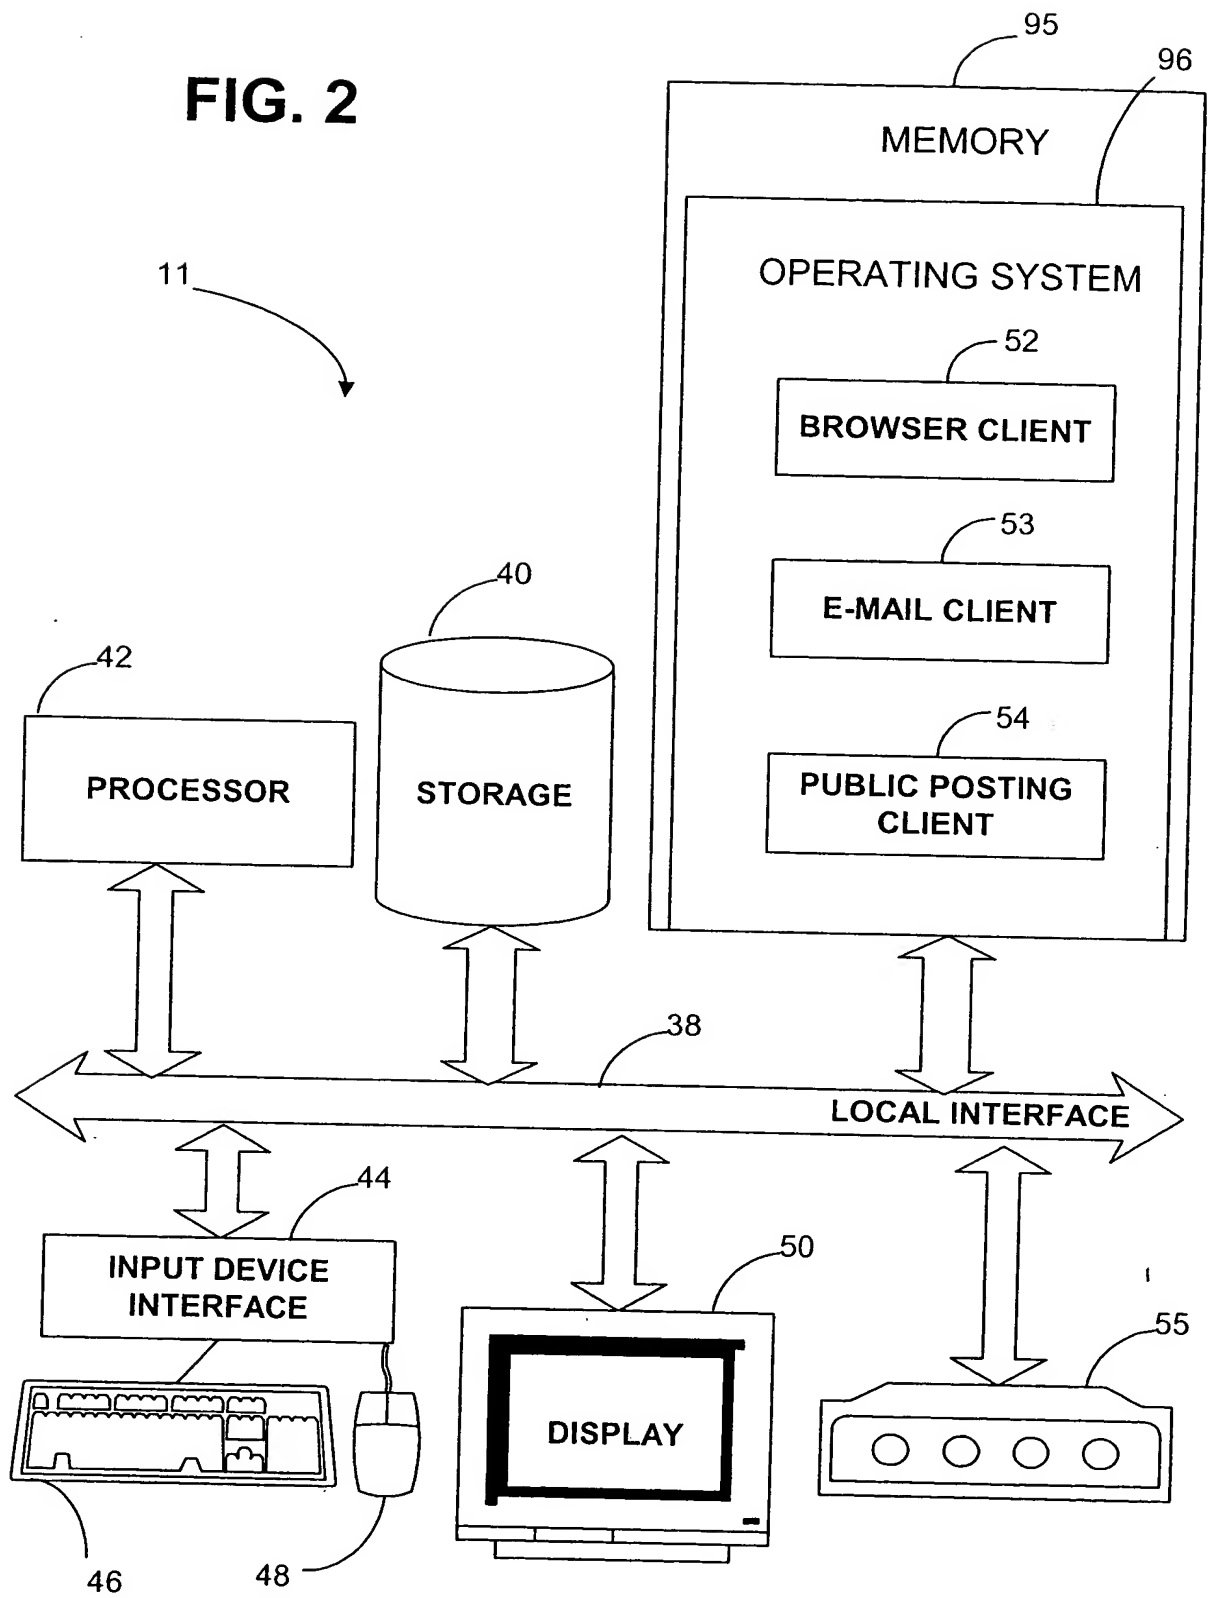 FIG. 2
95
96
MEMORY
OPERATING SYSTEM
11
52
BROWSER CLIENT
53
E-MAIL CLIENT
40
42
54
PROCESSOR
STORAGE
PUBLIC POSTING
CLIENT
38
LOCAL INTERFACE
44
INPUT DEVICE
INTERFACE
50
55
DISPLAY
46
48